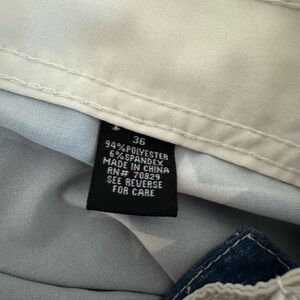 36
94%POLYESTER
6%SPANDEX
MADE IN CHINA
RN# 70829
SEE REVERSE
FOR CARE